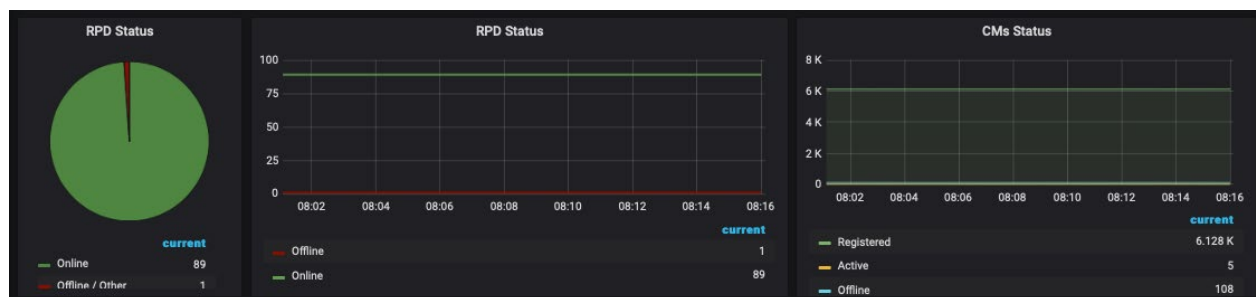 RPD Status
current
Online 89
Offline / Other 1
RPD Status
100
75
50
25
0
08:02 08:04 08:06 08:08 08:10 08:12 08:14 08:16
current
Offline 1
Online 89
CMs Status
8 K
6 K
4 K
2 K
0
08:02 08:04 08:06 08:08 08:10 08:12 08:14 08:16
current
Registered 6.128 K
Active 5
Offline 108